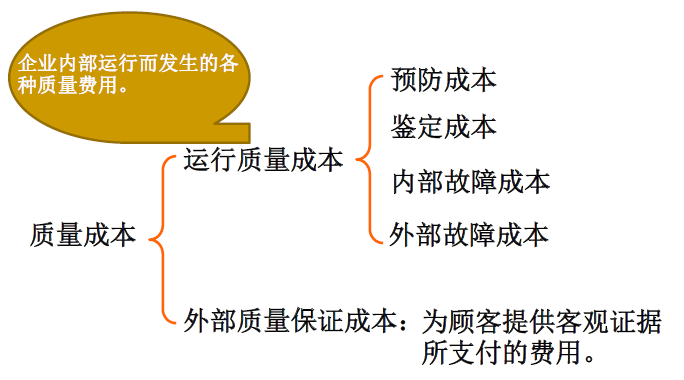 企业内部运行而发生的各
种质量费用。
预防成本
鉴定成本
运行质量成本
内部故障成本
质量成本
外部故障成本
外部质量保证成本：为顾客提供客观证据
所支付的费用。